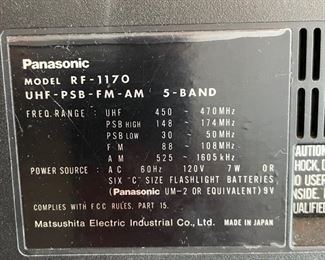 Panasonic
MODEL RF-1170
UHF-PSB-FM-AM 5-BAND
FREQ. RANGE : UHF 450 - 470MHz
PSB HIGH 148 - 174MHz
PSB LOW 30 - 50MHz
FM 88 - 108MHz
AM 525 - 1605kHz
POWER SOURCE : AC 60Hz 120V 7W OR
SIX "C" SIZE FLASHLIGHT BATTERIES
(Panasonic UM-2 OR EQUIVALENT) 9V
COMPLIES WITH FCC RULES, PART 15.
Matsushita Electric Industrial Co., Ltd. MADE IN JAPAN